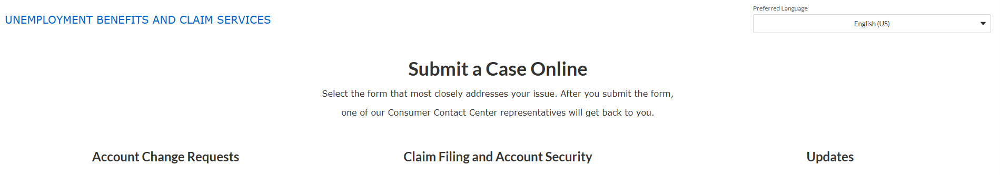 UNEMPLOYMENT BENEFITS AND CLAIM SERVICES
Preferred Language
English (US)
Submit a Case Online
Select the form that most closely addresses your issue. After you submit the form,
one of our Consumer Contact Center representatives will get back to you.
Account Change Requests
Claim Filing and Account Security
Updates